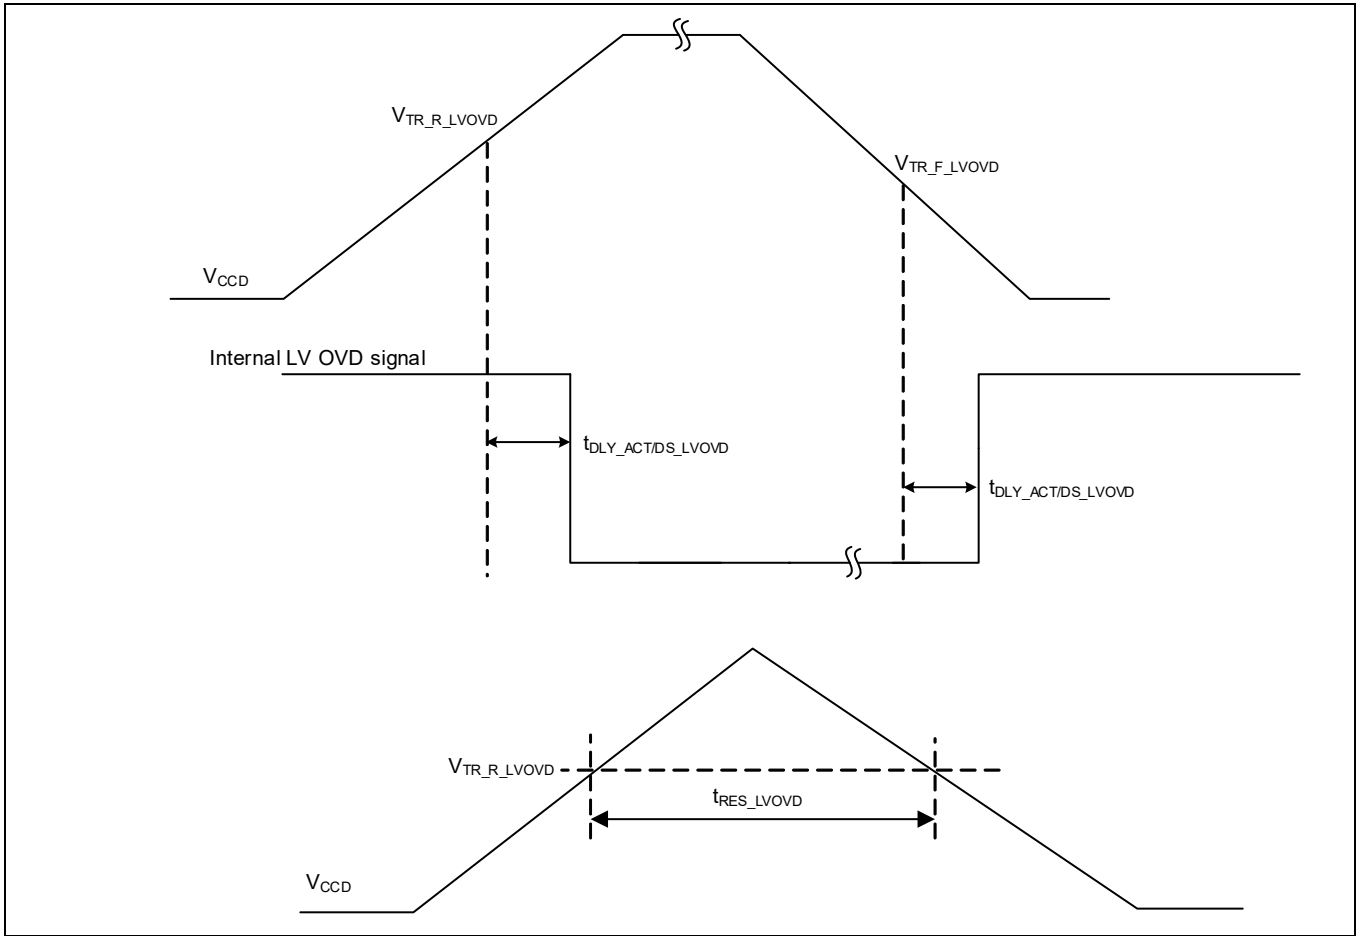 VTR_R_LVOVD
VTR_F_LVOVD
VCCD
Internal LV OVD signal
tDLY_ACT/DS_LVOVD
tDLY_ACT/DS_LVOVD
VTR_R_LVOVD
tRES_LVOVD
VCCD